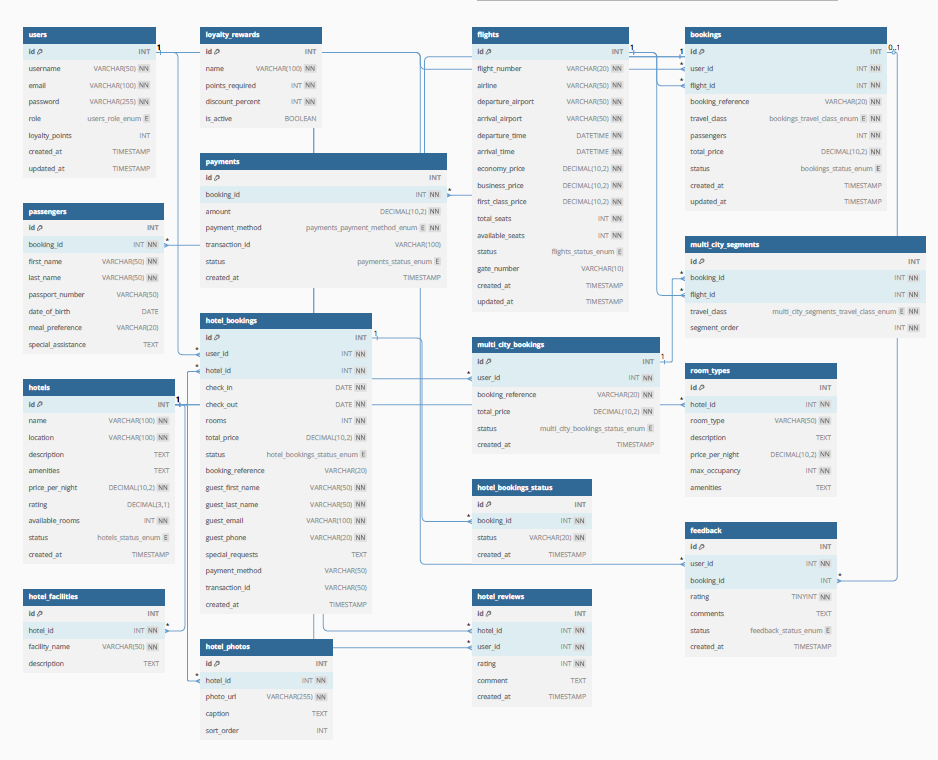 users
id INT
username VARCHAR(50) NN
email VARCHAR(100) NN
password VARCHAR(255) NN
role users_role_enum E
loyalty_points INT
created_at TIMESTAMP
updated_at TIMESTAMP
1
loyalty_rewards
id INT
name VARCHAR(100) NN
points_required INT NN
discount_percent INT NN
is_active BOOLEAN
flights
id INT
flight_number VARCHAR(20) NN
airline VARCHAR(50) NN
departure_airport VARCHAR(50) NN
arrival_airport VARCHAR(50) NN
departure_time DATETIME NN
arrival_time DATETIME NN
economy_price DECIMAL(10,2) NN
business_price DECIMAL(10,2) NN
first_class_price DECIMAL(10,2) NN
total_seats INT NN
available_seats INT NN
status flights_status_enum E
gate_number VARCHAR(10)
created_at TIMESTAMP
updated_at TIMESTAMP
1
1
*
*
bookings
id INT
user_id INT NN
flight_id INT NN
booking_reference VARCHAR(20) NN
travel_class bookings_travel_class_enum E NN
passengers INT NN
total_price DECIMAL(10,2) NN
status bookings_status_enum E
created_at TIMESTAMP
updated_at TIMESTAMP
0..1
payments
id INT
booking_id INT NN
amount DECIMAL(10,2) NN
payment_method payments_payment_method_enum E NN
transaction_id VARCHAR(100)
status payments_status_enum E
created_at TIMESTAMP
*
passengers
id INT
booking_id INT NN
first_name VARCHAR(50) NN
last_name VARCHAR(50) NN
passport_number VARCHAR(50)
date_of_birth DATE
meal_preference VARCHAR(20)
special_assistance TEXT
*
multi_city_segments
id INT
booking_id INT NN
flight_id INT NN
travel_class multi_city_segments_travel_class_enum E NN
segment_order INT NN
*
*
hotel_bookings
id INT
user_id INT NN
hotel_id INT NN
check_in DATE NN
check_out DATE NN
rooms INT NN
total_price DECIMAL(10,2) NN
status hotel_bookings_status_enum E
booking_reference VARCHAR(20)
guest_first_name VARCHAR(50) NN
guest_last_name VARCHAR(50) NN
guest_email VARCHAR(100) NN
guest_phone VARCHAR(20) NN
special_requests TEXT
payment_method VARCHAR(50)
transaction_id VARCHAR(50)
created_at TIMESTAMP
1
*
*
multi_city_bookings
id INT
user_id INT NN
booking_reference VARCHAR(20) NN
total_price DECIMAL(10,2) NN
status multi_city_bookings_status_enum E
created_at TIMESTAMP
1
*
room_types
id INT
hotel_id INT NN
room_type VARCHAR(50) NN
description TEXT
price_per_night DECIMAL(10,2) NN
max_occupancy INT NN
amenities TEXT
*
hotels
id INT
name VARCHAR(100) NN
location VARCHAR(100) NN
description TEXT
amenities TEXT
price_per_night DECIMAL(10,2) NN
rating DECIMAL(3,1)
available_rooms INT NN
status hotels_status_enum E
created_at TIMESTAMP
1
hotel_bookings_status
id INT
booking_id INT NN
status VARCHAR(20) NN
created_at TIMESTAMP
*
feedback
id INT
user_id INT NN
booking_id INT
rating TINYINT NN
comments TEXT
status feedback_status_enum E
created_at TIMESTAMP
*
*
hotel_facilities
id INT
hotel_id INT NN
facility_name VARCHAR(50) NN
description TEXT
*
hotel_reviews
id INT
hotel_id INT NN
user_id INT NN
rating INT NN
comment TEXT
created_at TIMESTAMP
*
*
hotel_photos
id INT
hotel_id INT NN
photo_url VARCHAR(255) NN
caption TEXT
sort_order INT
*